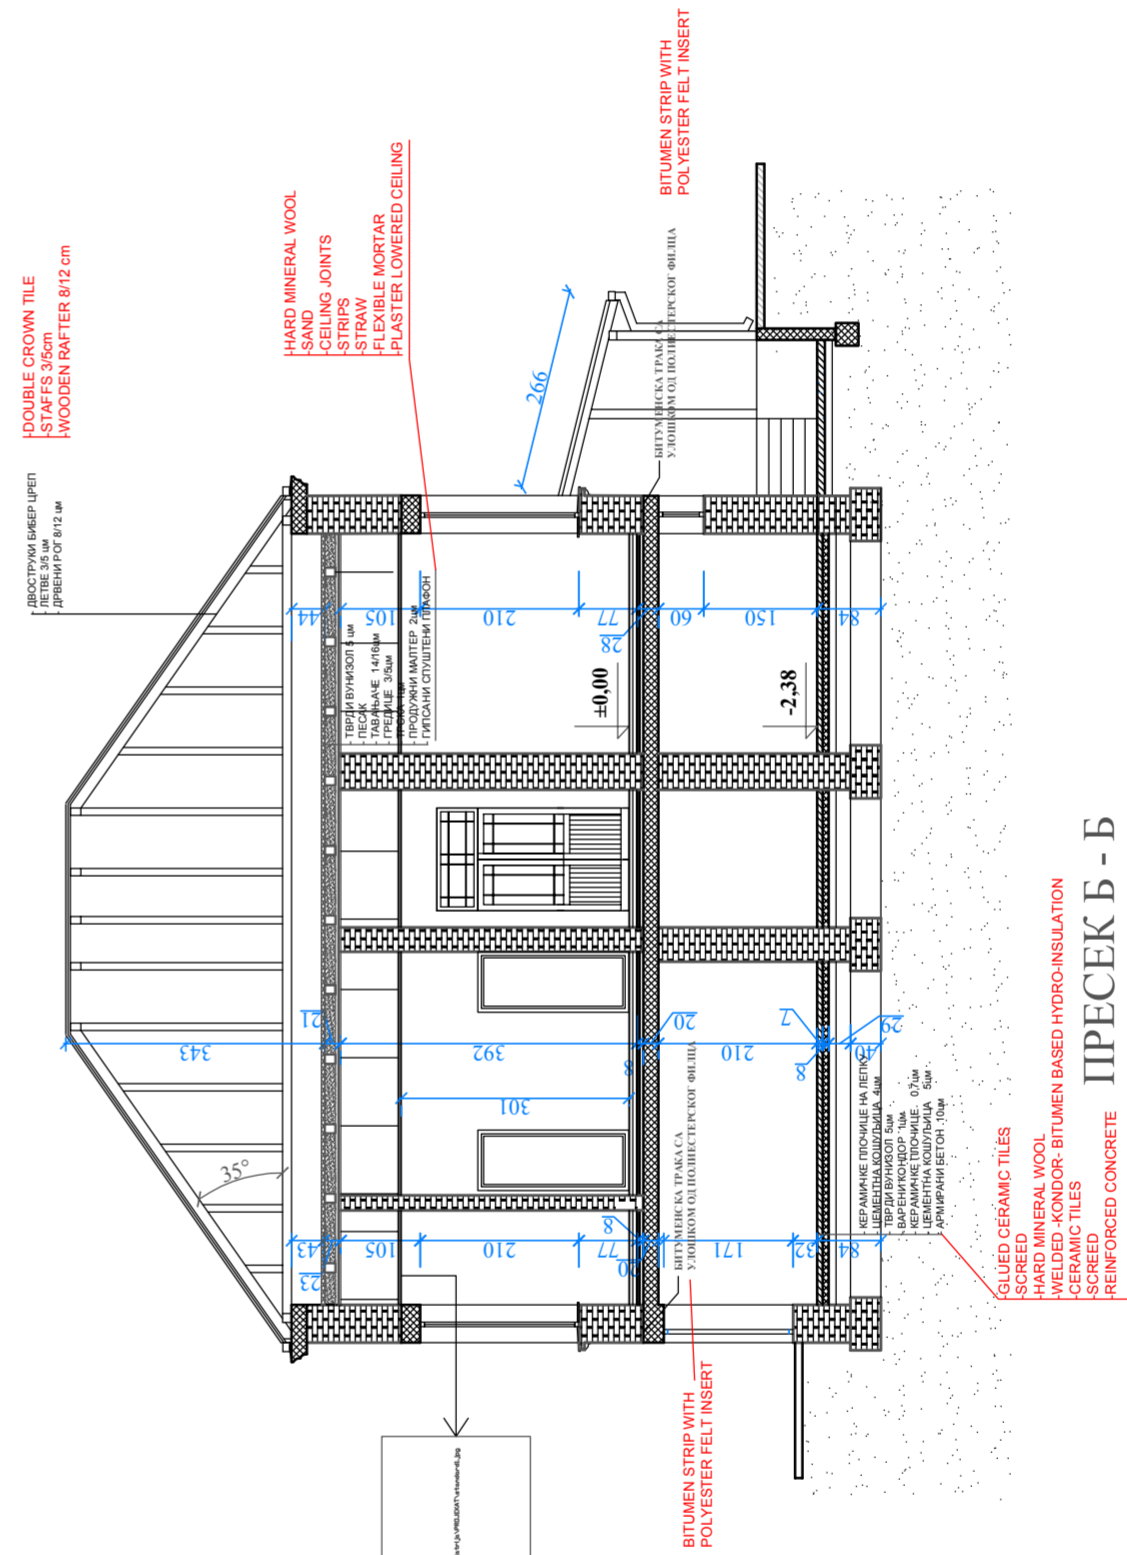 -DOUBLE CROWN TILE
-STAFFS 3/5cm
-WOODEN RAFTER 8/12 cm
ДВОСТРУКИ БИБЕР ЦРЕП
ЛЕТВЕ 3/5 цм
ДРВЕНИ РОГ 8/12 цм
-HARD MINERAL WOOL
-SAND
-CEILING JOINTS
-STRIPS
-STRAW
-FLEXIBLE MORTAR
-PLASTER LOWERED CEILING
- ТВРДИ ВУНИЗОЛ 5 цм
- ПЕСАК
- ТАВАЊАЧЕ 14/16цм
- ГРЕДИЦЕ 3/5цм
- ПРОДУЖНИ МАЛТЕР 2цм
- ГИПСАНИ СПУШТЕНИ ПЛАФОН
BITUMEN STRIP WITH
POLYESTER FELT INSERT
БИТУМЕНСКА ТРАКА СА
УЛОШКОМ ОД ПОЛИЕСТЕРСКОГ ФИЛЦА
266
44
105
210
77
28
60
150
84
±0,00
-2,38
343
21
392
8
20
210
7
8
29
40
301
35°
43
23
105
210
77
8
20
171
32
84
БИТУМЕНСКА ТРАКА СА
УЛОШКОМ ОД ПОЛИЕСТЕРСКОГ ФИЛЦА
BITUMEN STRIP WITH
POLYESTER FELT INSERT
- КЕРАМИЧКЕ ПЛОЧИЦЕ НА ЛЕПКУ
- ЦЕМЕНТНА КОШУЉИЦА 4цм
- ТВРДИ ВУНИЗОЛ 5цм
- ВАРЕНИ КОНДОР 1цм
- КЕРАМИЧКЕ ПЛОЧИЦЕ 0,7цм
- ЦЕМЕНТНА КОШУЉИЦА 5цм
- АРМИРАНИ БЕТОН 10цм
-GLUED CERAMIC TILES
-SCREED
-HARD MINERAL WOOL
-WELDED -KONDOR- BITUMEN BASED HYDRO-INSULATION
-CERAMIC TILES
-SCREED
-REINFORCED CONCRETE
ПРЕСЕК Б - Б